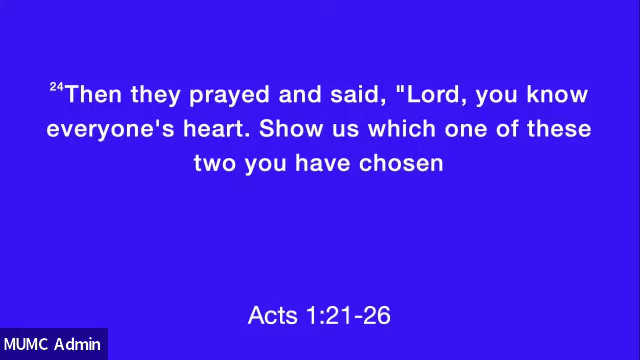 24Then they prayed and said, "Lord, you know
everyone's heart. Show us which one of these
two you have chosen
Acts 1:21-26
MUMC Admin